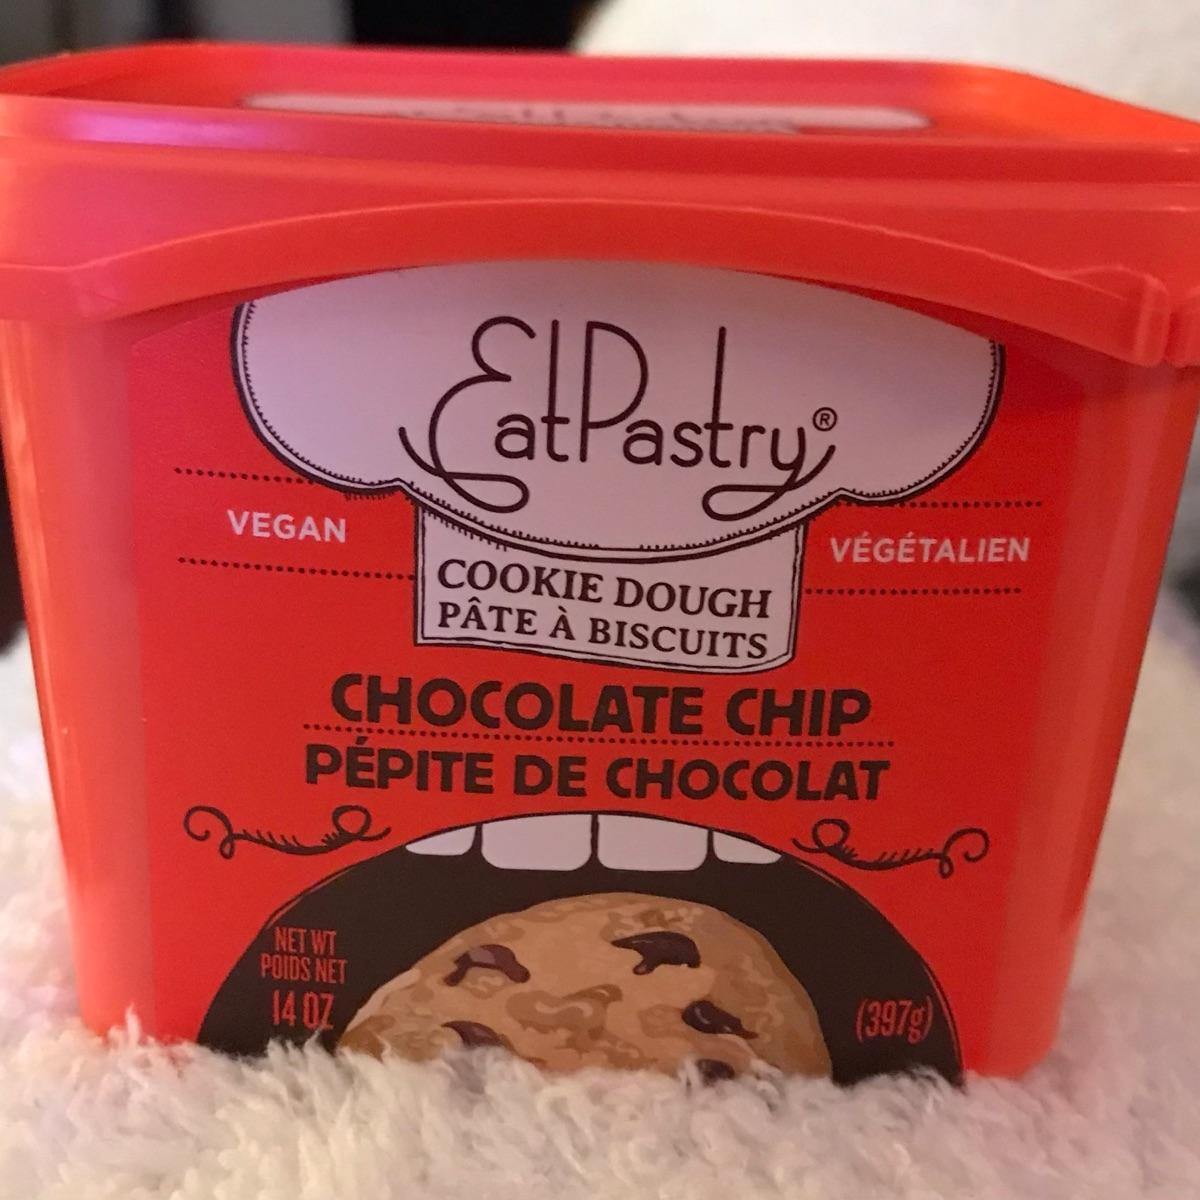 EatPastry®
VEGAN
VÉGÉTALIEN
COOKIE DOUGH
PÂTE À BISCUITS
CHOCOLATE CHIP
PÉPITE DE CHOCOLAT
NET WT
POIDS NET
14 OZ
(397g)